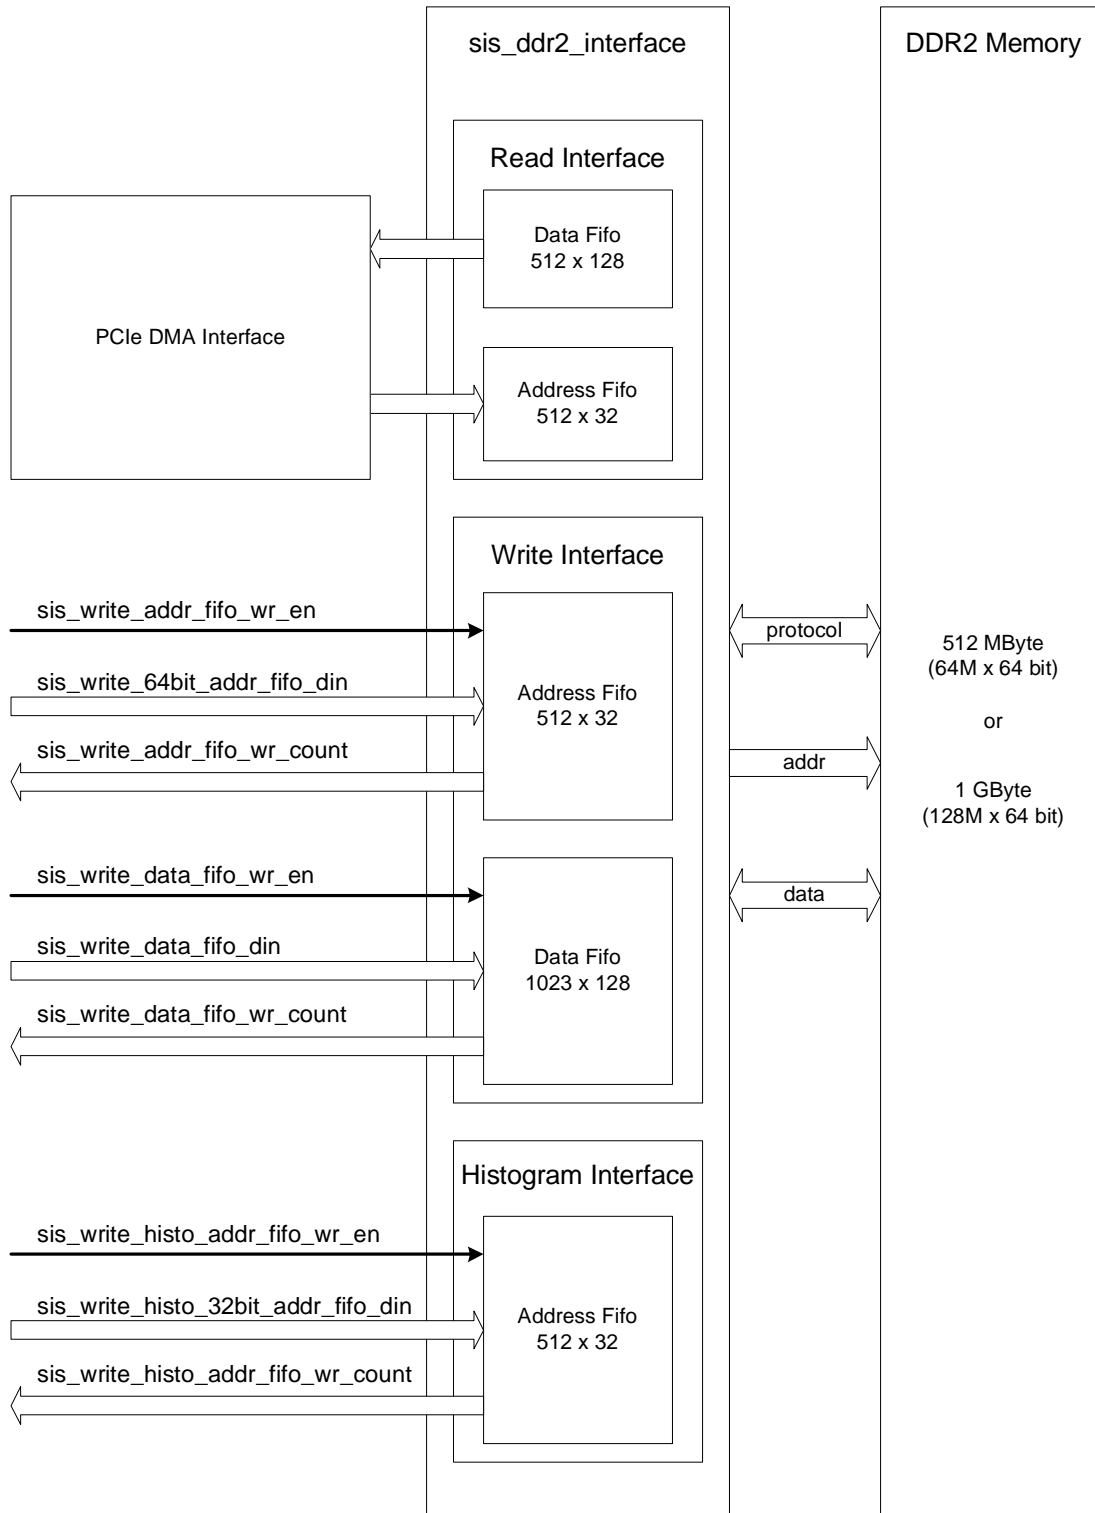 sis_ddr2_interface
DDR2 Memory
Read Interface
Data Fifo
512 x 128
PCIe DMA Interface
Address Fifo
512 x 32
Write Interface
sis_write_addr_fifo_wr_en
sis_write_64bit_addr_fifo_din
Address Fifo
512 x 32
sis_write_addr_fifo_wr_count
sis_write_data_fifo_wr_en
sis_write_data_fifo_din
Data Fifo
1023 x 128
sis_write_data_fifo_wr_count
protocol
addr
data
512 MByte
(64M x 64 bit)
or
1 GByte
(128M x 64 bit)
Histogram Interface
sis_write_histo_addr_fifo_wr_en
sis_write_histo_32bit_addr_fifo_din
Address Fifo
512 x 32
sis_write_histo_addr_fifo_wr_count